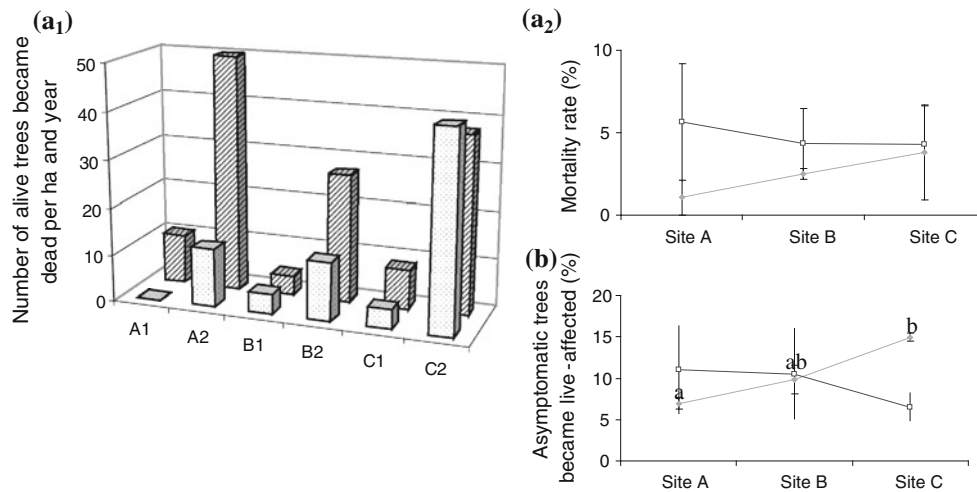 (a1)
Number of alive trees became
dead per ha and year
50
40
30
20
10
0
A1
A2
B1
B2
C1
C2
(a2)
Mortality rate (%)
10
5
0
Site A
Site B
Site C
(b)
Asymptomatic trees
became live-affected (%)
20
15
10
5
0
a
ab
b
Site A
Site B
Site C